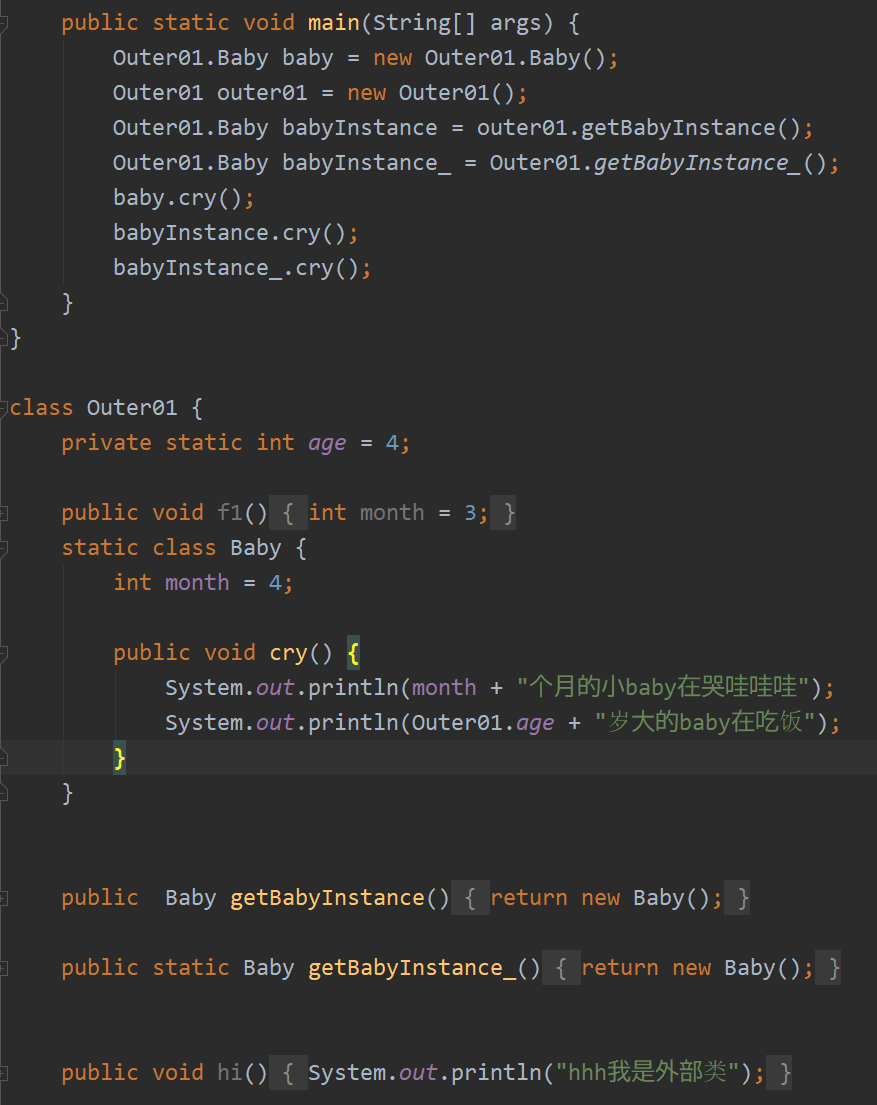 public static void main(String[] args) {
Outer01.Baby baby = new Outer01.Baby();
Outer01 outer01 = new Outer01();
Outer01.Baby babyInstance = outer01.getBabyInstance();
Outer01.Baby babyInstance_ = Outer01.getBabyInstance_();
baby.cry();
babyInstance.cry();
babyInstance_.cry();
}
}
class Outer01 {
private static int age = 4;
public void f1() { int month = 3; }
static class Baby {
int month = 4;
public void cry() {
System.out.println(month + "个月的小baby在哭哇哇哇");
System.out.println(Outer01.age + "岁大的baby在吃饭");
}
}
public  Baby getBabyInstance() { return new Baby(); }
public static Baby getBabyInstance_() { return new Baby(); }
public void hi() { System.out.println("hhh我是外部类"); }